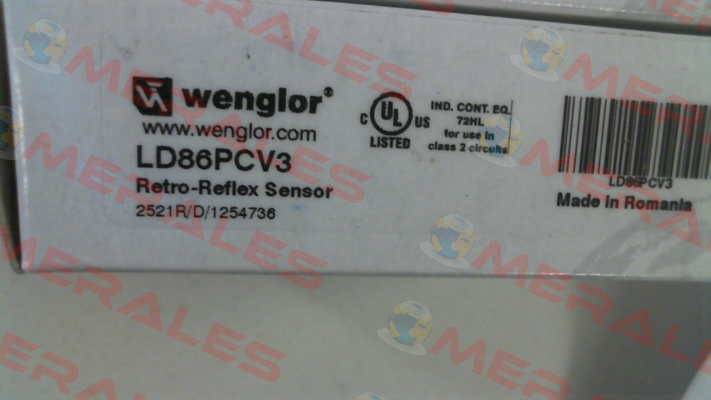 wenglor®
www.wenglor.com
LD86PCV3
Retro-Reflex Sensor
2521R/D/1254736
C UL US
LISTED
IND. CONT. EQ.
72HL
for use in
class 2 circuits
LD86PCV3
Made in Romania
MERALES
MERALES
MERALES
MERALES
MERALES
MERALES